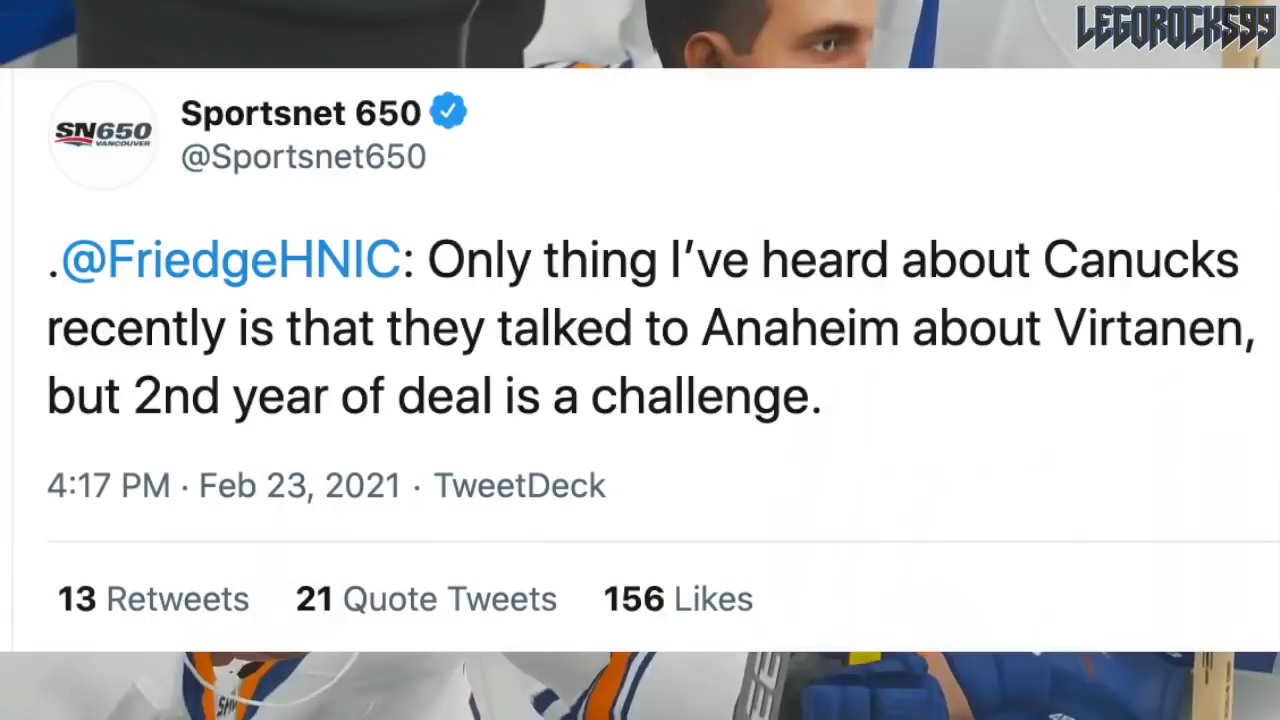 LEGOROCKS99
SN650
VANCOUVER
Sportsnet 650
@Sportsnet650
.@FriedgeHNIC: Only thing I’ve heard about Canucks
recently is that they talked to Anaheim about Virtanen,
but 2nd year of deal is a challenge.
4:17 PM · Feb 23, 2021 · TweetDeck
13 Retweets 21 Quote Tweets 156 Likes